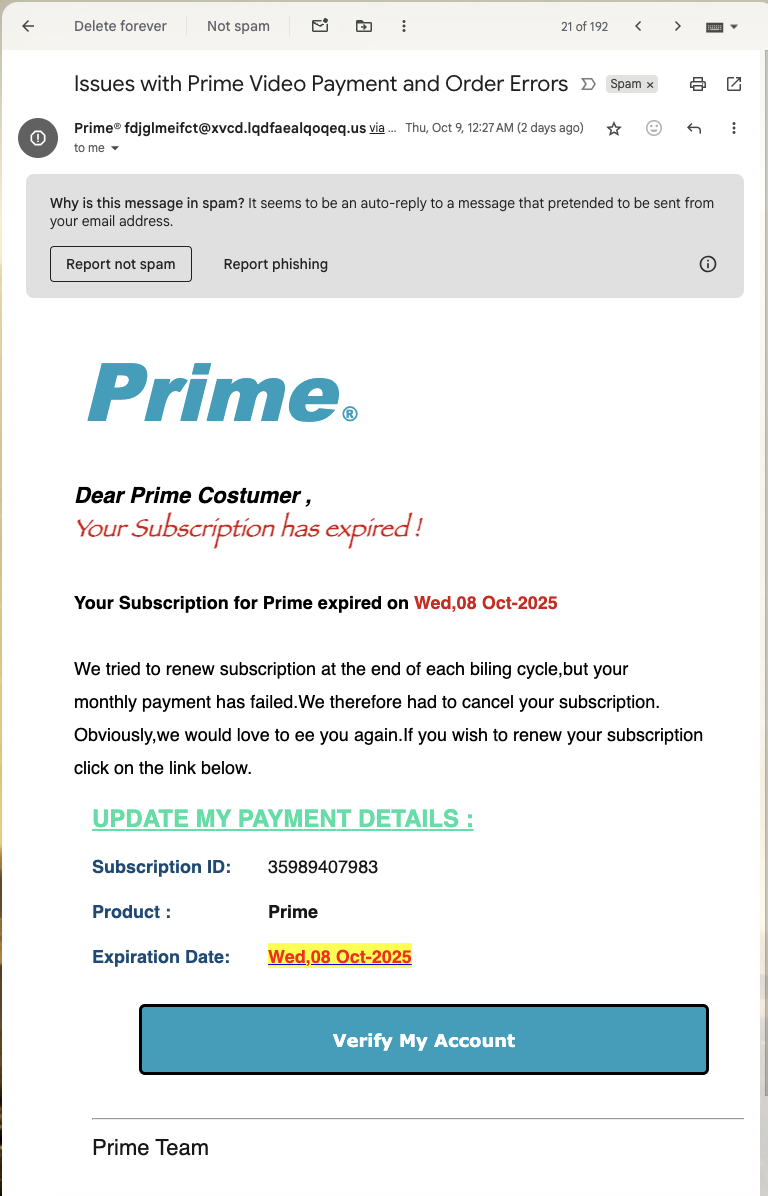 Delete forever
Not spam
21 of 192
Issues with Prime Video Payment and Order Errors
Spam ×
Prime® fdjglmeifct@xvcd.lqdfaealqoqeq.us via ...
Thu, Oct 9, 12:27 AM (2 days ago)
to me
Why is this message in spam? It seems to be an auto-reply to a message that pretended to be sent from
your email address.
Report not spam
Report phishing
Prime®
Dear Prime Costumer ,
Your Subscription has expired !
Your Subscription for Prime expired on Wed,08 Oct-2025
We tried to renew subscription at the end of each biling cycle,but your
monthly payment has failed.We therefore had to cancel your subscription.
Obviously,we would love to ee you again.If you wish to renew your subscription
click on the link below.
UPDATE MY PAYMENT DETAILS :
Subscription ID: 35989407983
Product : Prime
Expiration Date: Wed,08 Oct-2025
Verify My Account
Prime Team